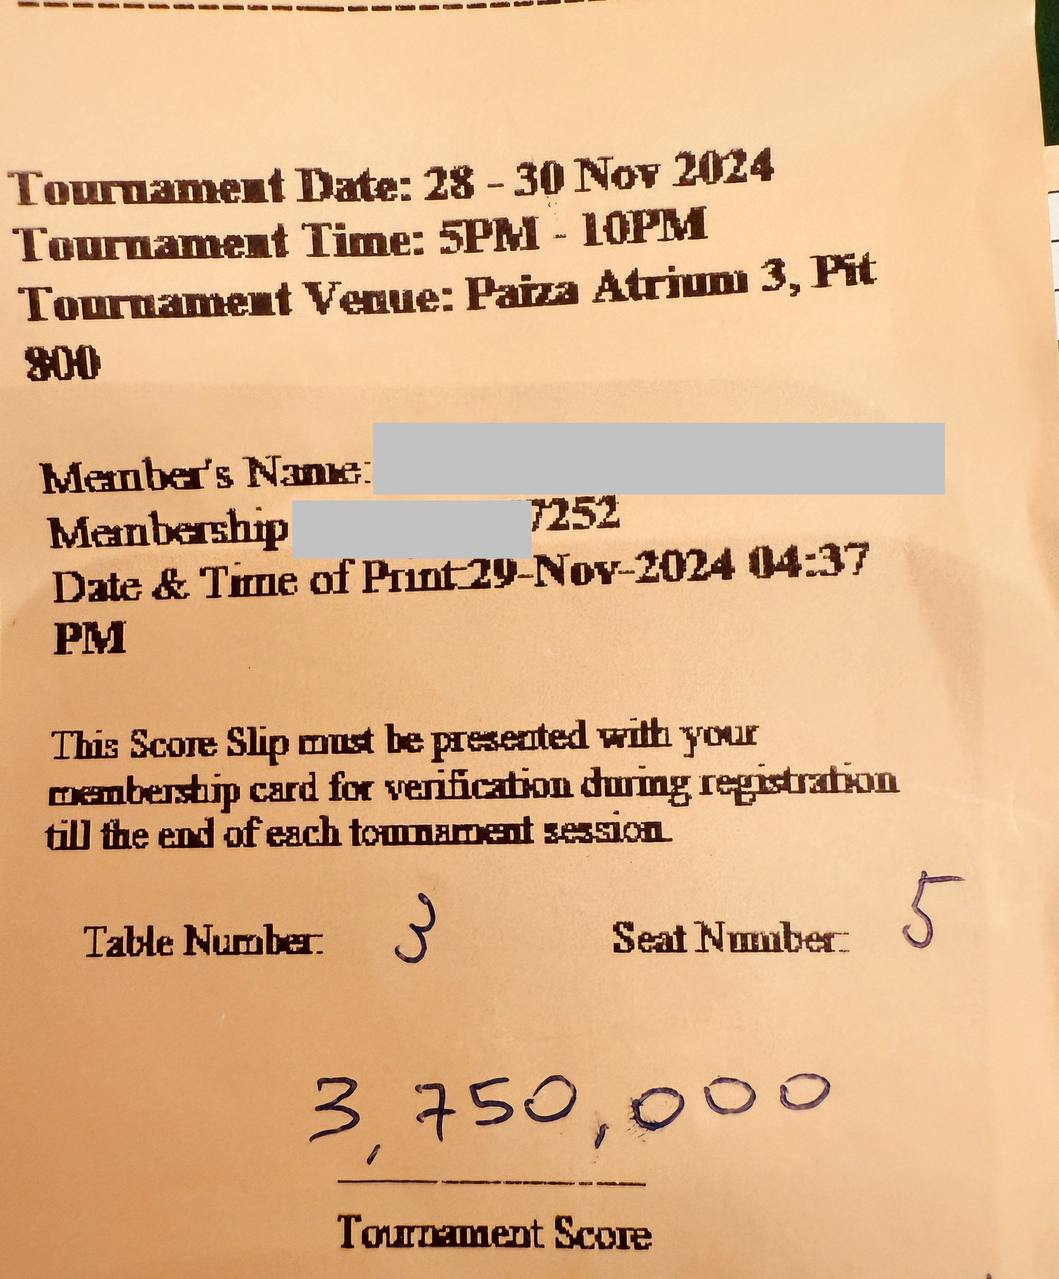 Tournament Date: 28 - 30 Nov 2024
Tournament Time: 5PM - 10PM
Tournament Venue: Paiza Atrium 3, Pit
800
Member's Name:
Membership 7252
Date & Time of Print:29-Nov-2024 04:37
PM
This Score Slip must be presented with your
membership card for verification during registration
till the end of each tournament session.
Table Number: 3 Seat Number: 5
3,750,000
Tournament Score